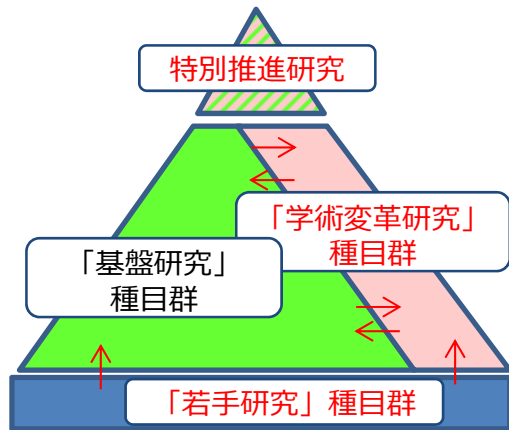 特別推進研究
「学術変革研究」
種目群
「基盤研究」
種目群
「若手研究」種目群